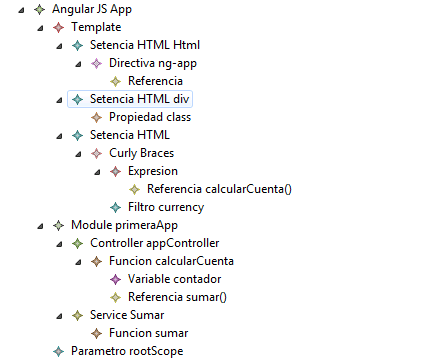 Angular JS App
Template
Setencia HTML Html
Directiva ng-app
Referencia
Setencia HTML div
Propiedad class
Setencia HTML
Curly Braces
Expresion
Referencia calcularCuenta()
Filtro currency
Module primeraApp
Controller appController
Funcion calcularCuenta
Variable contador
Referencia sumar()
Service Sumar
Funcion sumar
Parametro rootScope